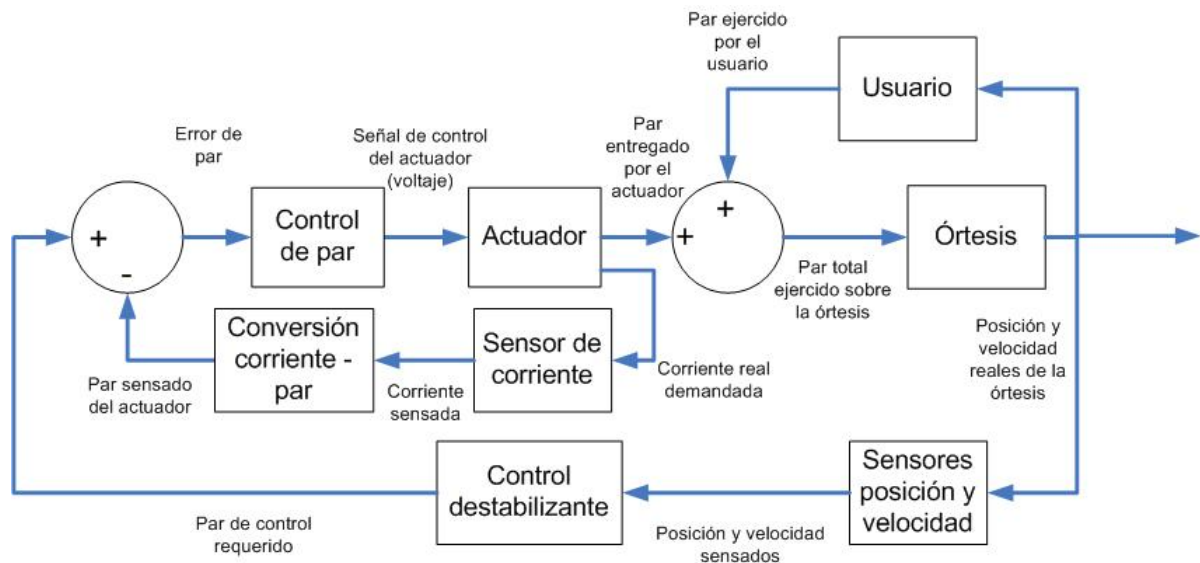 Par ejercido
por el
usuario
Usuario
Error de
par
Señal de control
del actuador
(voltaje)
Par
entregado
por el
actuador
+
-
Control
de par
Actuador
+
+
Órtesis
Par total
ejercido sobre
la órtesis
Conversión
corriente -
par
Sensor de
corriente
Par sensado
del actuador
Corriente
sensada
Corriente real
demandada
Posición y
velocidad
reales de la
órtesis
Control
destabilizante
Sensores
posición y
velocidad
Par de control
requerido
Posición y velocidad
sensados